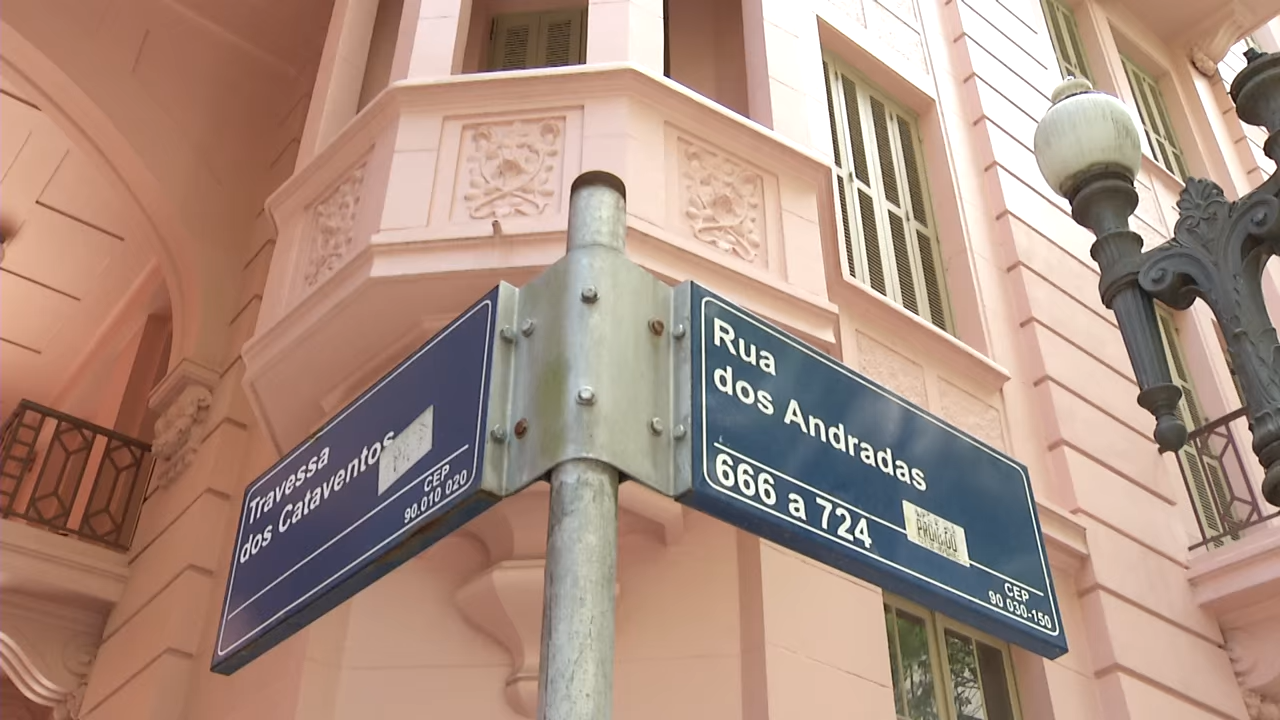 Travessa
dos Cataventos
CEP
90.010 020
Rua
dos Andradas
666 a 724
CEP
90 030-150